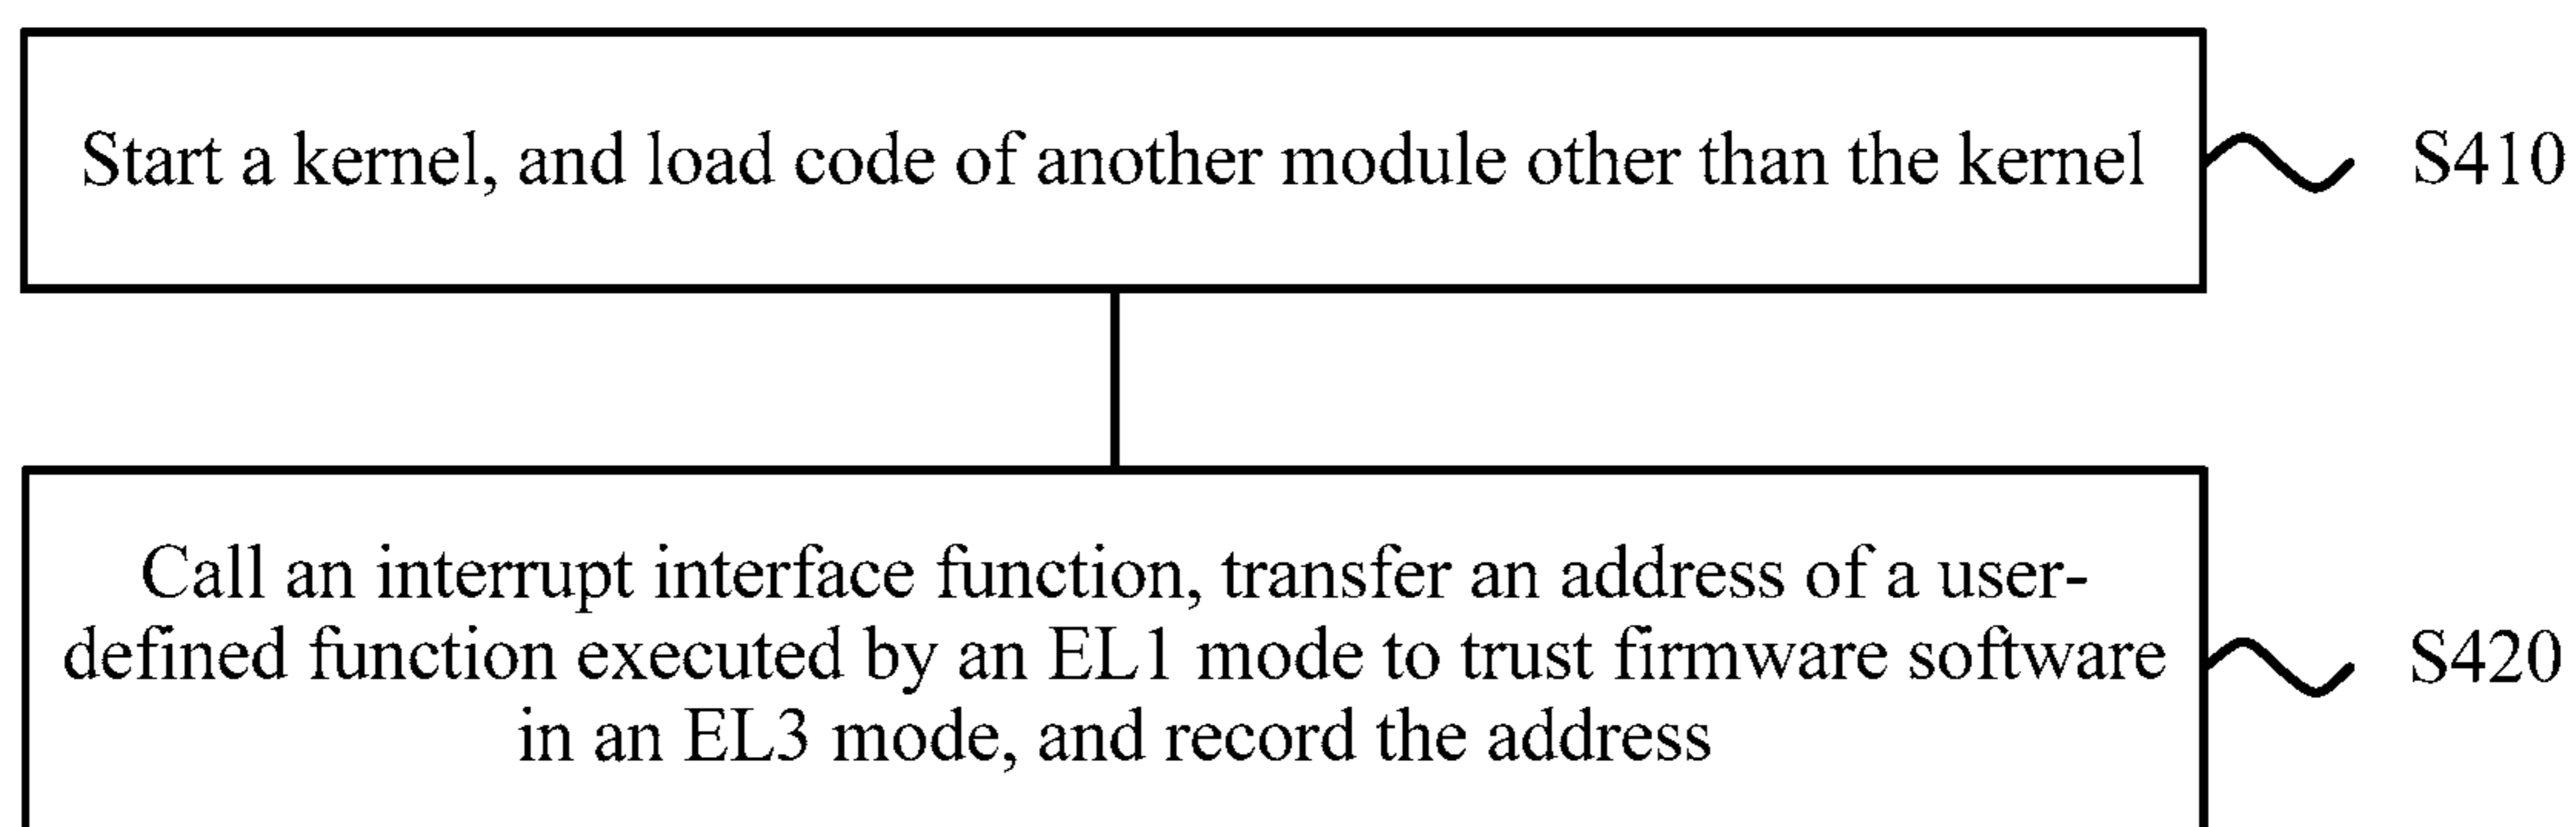 Start a kernel, and load code of another module other than the kernel
S410
Call an interrupt interface function, transfer an address of a user-
defined function executed by an EL1 mode to trust firmware software
in an EL3 mode, and record the address
S420